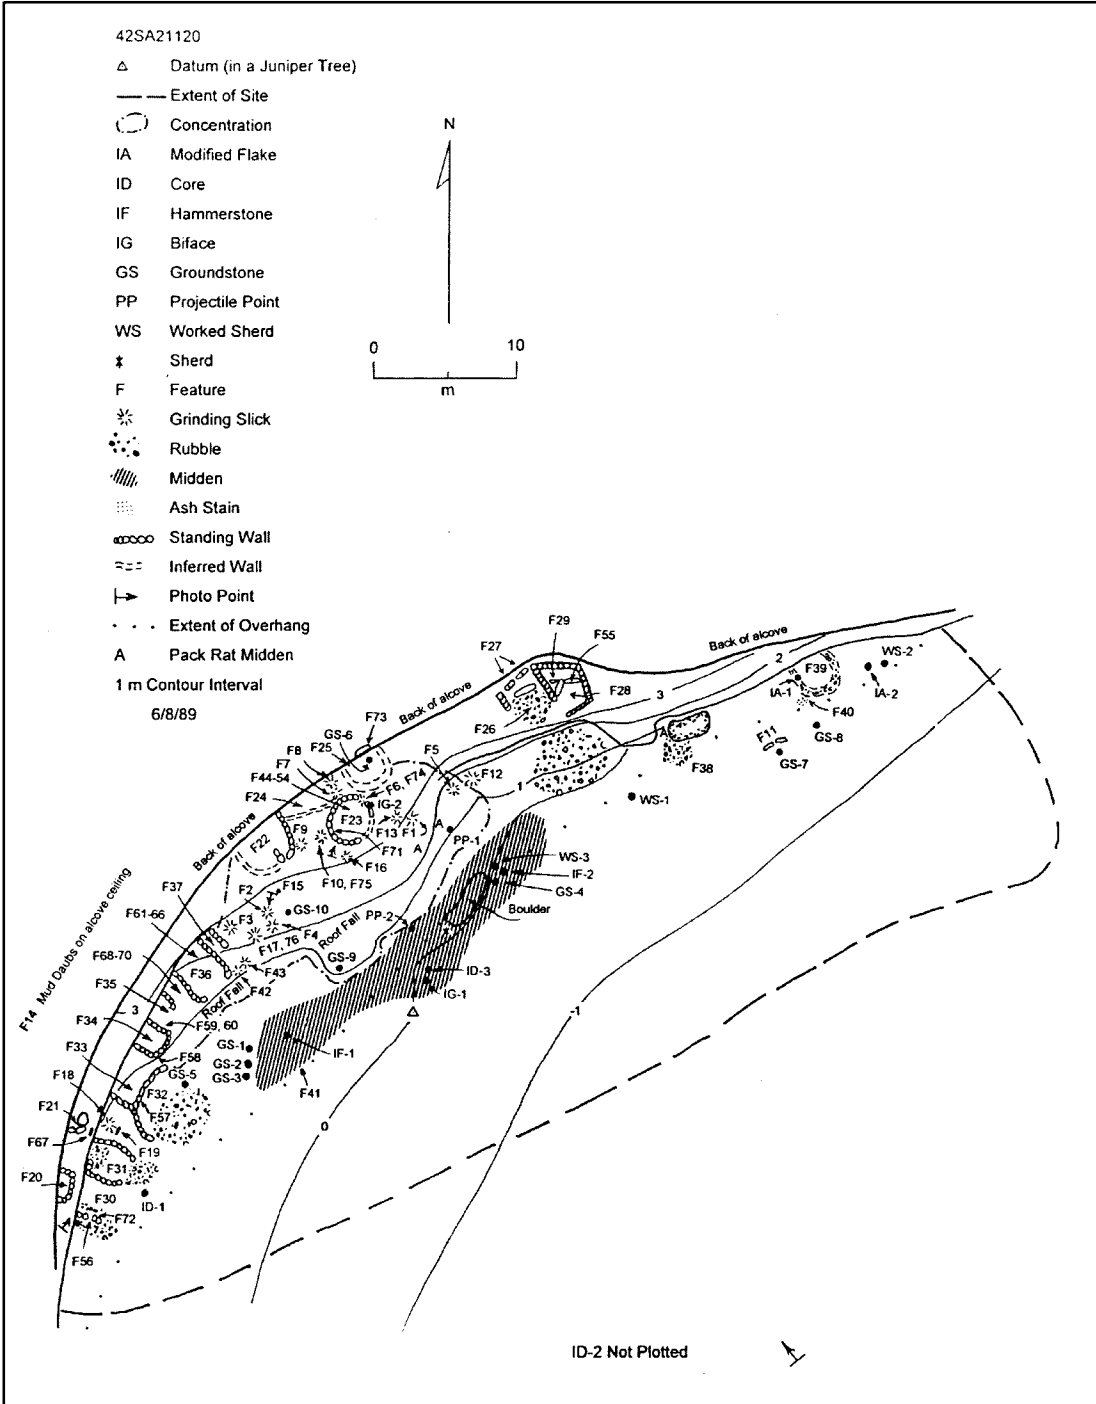 42SA21120
Datum (in a Juniper Tree)
Extent of Site
Concentration
IA Modified Flake
ID Core
IF Hammerstone
IG Biface
GS Groundstone
PP Projectile Point
WS Worked Sherd
Sherd
F Feature
Grinding Slick
Rubble
Midden
Ash Stain
Standing Wall
Inferred Wall
Photo Point
Extent of Overhang
A Pack Rat Midden
1 m Contour Interval
6/8/89
N
0 10
m
F29
F55
F27
Back of alcove
2
F39
WS-2
IA-1
IA-2
F28
3
F26
F40
Back of alcove
F73
GS-6
F25
F8
F7
F44-54
F24
F5
F12
F6, F74
IG-2
F23
F13
F1
A
F71
A
F9
F22
F16
F10, F75
1
A
F38
F11
GS-8
GS-7
WS-1
PP-1
WS-3
IF-2
GS-4
Boulder
Back of alcove
F37
F2
F15
GS-10
F61-66
F3
F17, 76
F4
Roof Fall
PP-2
F68-70
F36
F43
F42
GS-9
ID-3
IG-1
F14 Mud Daubs on alcove ceiling
F35
Roof Fall
3
F34
F59, 60
F33
F58
GS-1
GS-2
GS-3
IF-1
F41
F18
GS-5
F32
F57
F21
F67
F19
F20
F31
ID-1
F30
F72
F56
0
-1
ID-2 Not Plotted